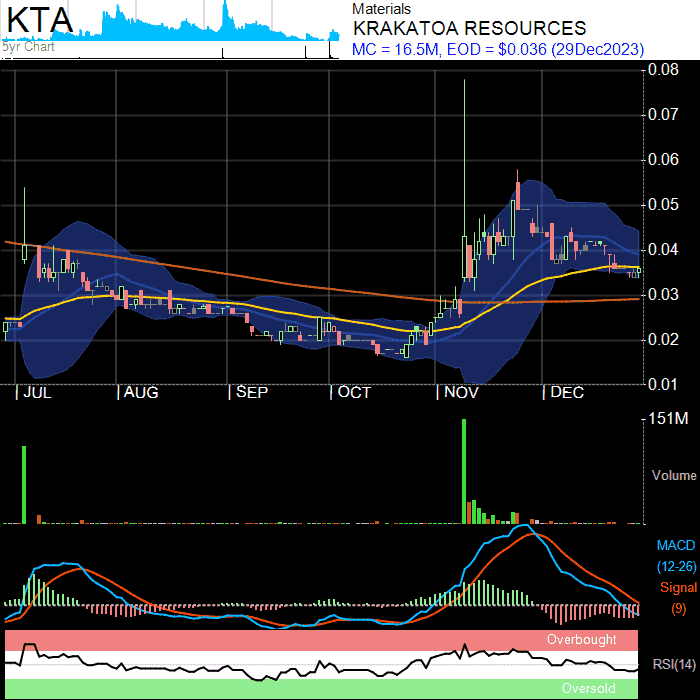 KTA
5yr Chart
Materials
KRAKATOA RESOURCES
MC = 16.5M, EOD = $0.036 (29Dec2023)
0.08
0.07
0.06
0.05
0.04
0.03
0.02
0.01
| JUL | AUG | SEP | OCT | NOV | DEC
151M
Volume
MACD
(12-26)
Signal
(9)
Overbought
RSI(14)
Oversold